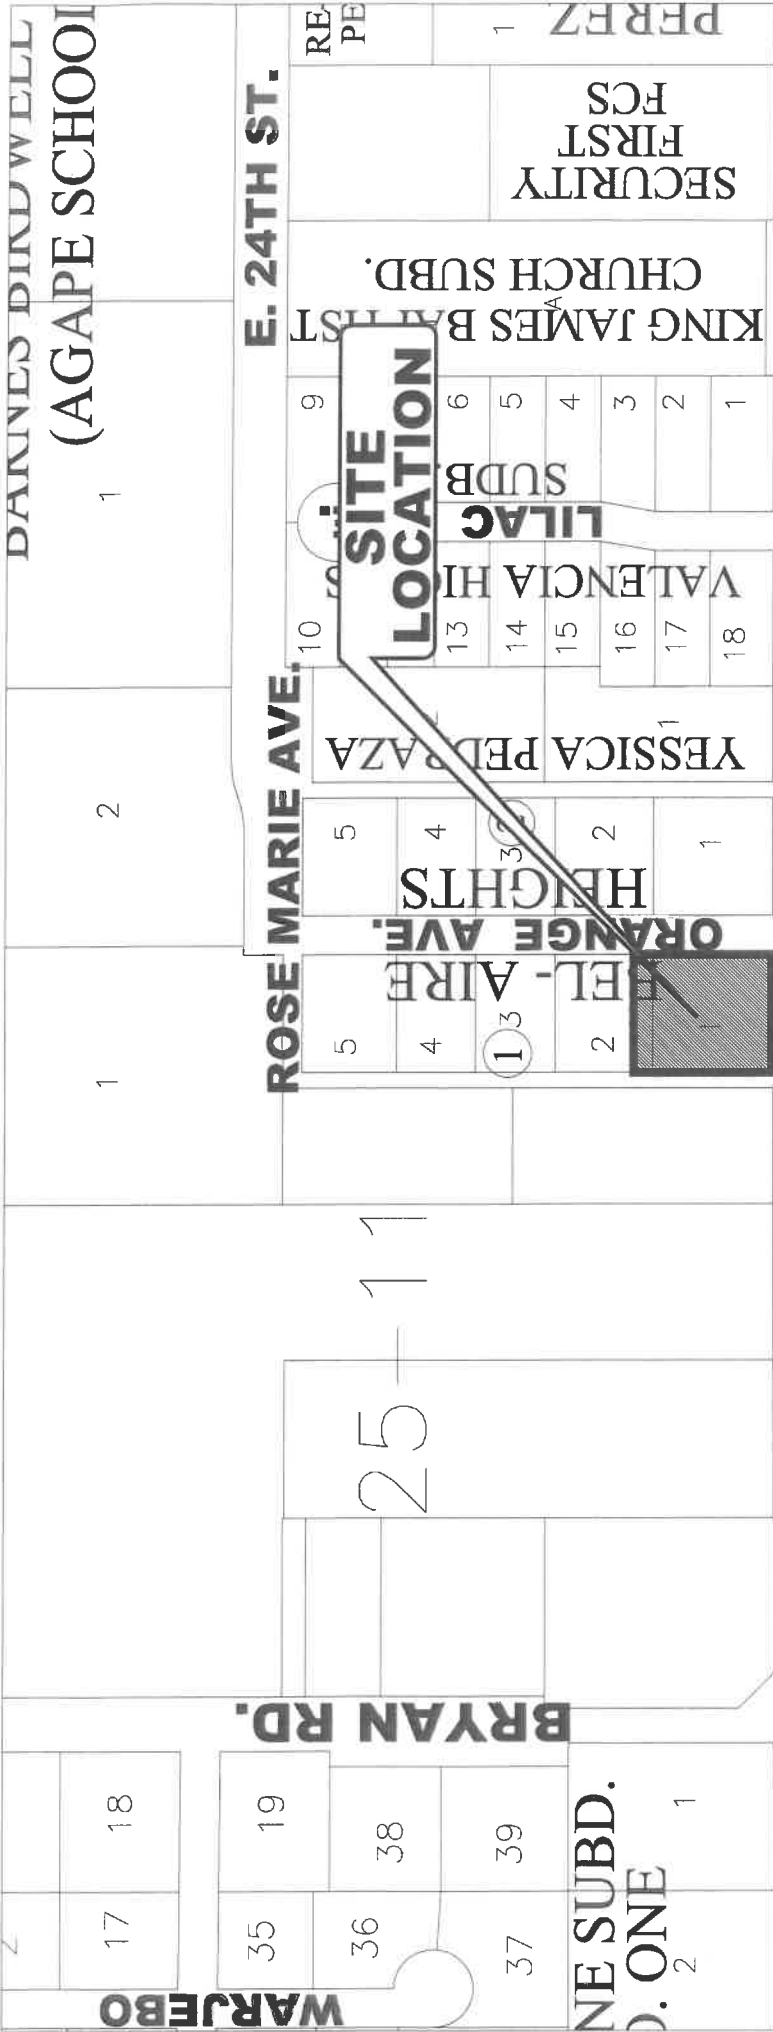 BARNES BIRDWELL
(AGAPE SCHOOL
1
2
1
E. 24TH ST.
ROSE MARIE AVE.
RE-
PE
1
PEREZ
SECURITY
FIRST
FCS
KING JAMES BAPTIST
CHURCH SUBD.
A
9
6
5
4
3
2
1
SUDB.
LILAC
SITE
LOCATION
VALENCIA
10
13
14
15
16
17
18
YESSICA PEDRAZA
1
5
4
3
2
1
2
HEIGHTS
ORANGE AVE.
BEL-AIRE
5
4
3
2
1
1
25-11
BRYAN RD.
18
19
38
39
1
17
35
36
37
2
NE SUBD.
. ONE
WARJEBO